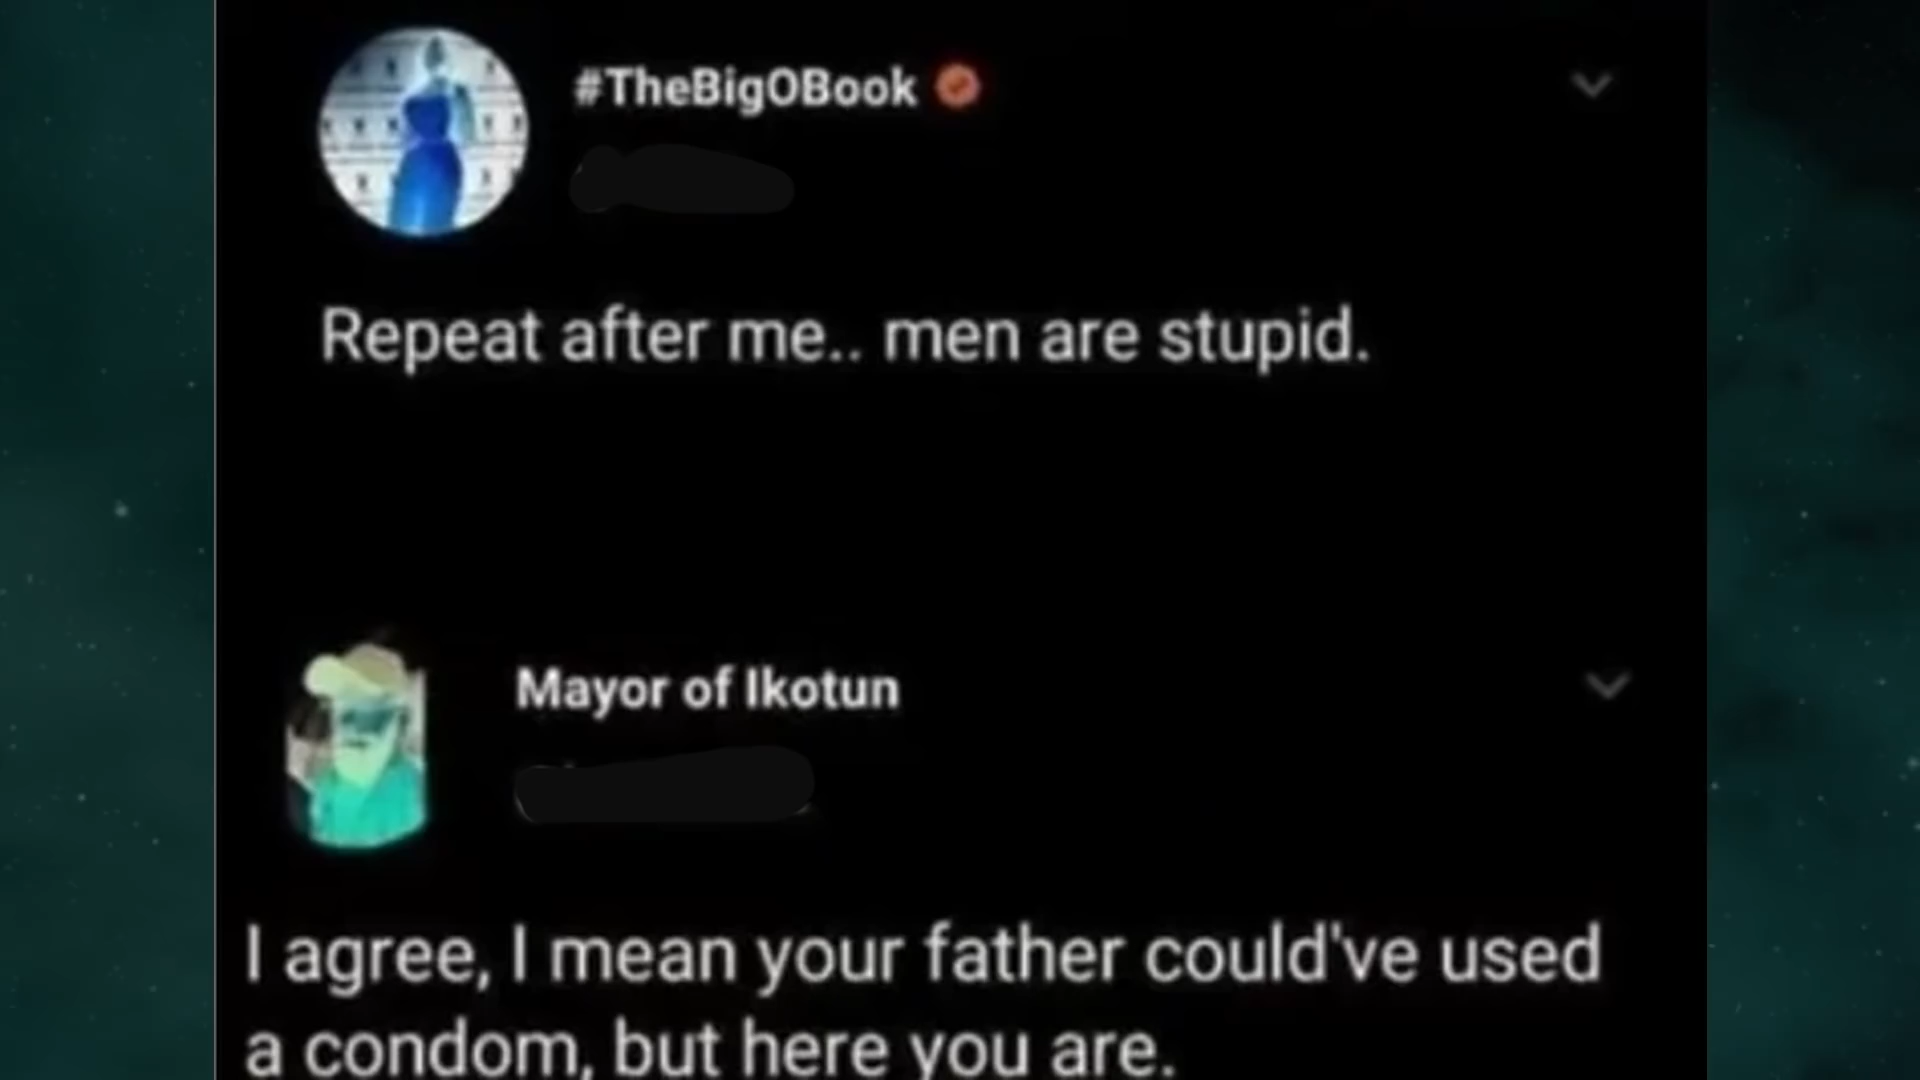 #TheBigOBook
Repeat after me.. men are stupid.
Mayor of Ikotun
I agree, I mean your father could've used
a condom, but here you are.